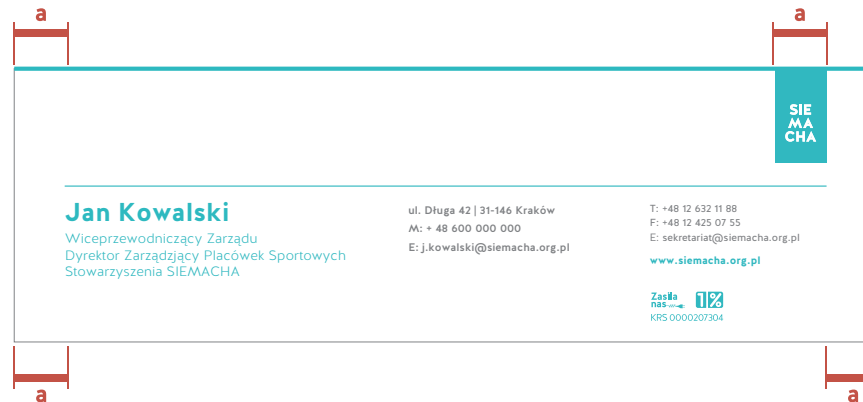 a
a
SIE
MA
CHA
Jan Kowalski
Wiceprzewodniczący Zarządu
Dyrektor Zarządzjący Placówek Sportowych
Stowarzyszenia SIEMACHA
ul. Długa 42 | 31-146 Kraków
M: + 48 600 000 000
E: j.kowalski@siemacha.org.pl
T: +48 12 632 11 88
F: +48 12 425 07 55
E: sekretariat@siemacha.org.pl
www.siemacha.org.pl
Zasila
nas
1%
KRS 0000207304
a
a